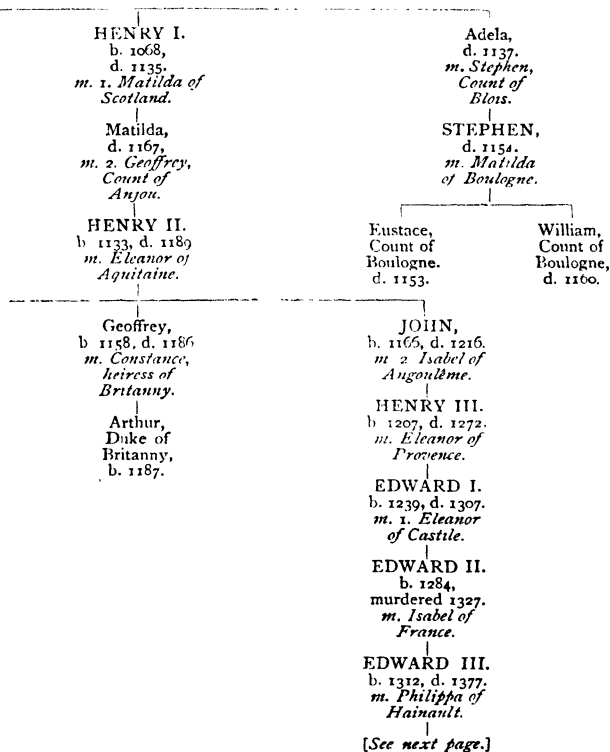 HENRY I.
b. 1068,
d. 1135.
m. 1. Matilda of
Scotland.
Matilda,
d. 1167,
m. 2. Geoffrey,
Count of
Anjou.
HENRY II.
b 1133, d. 1189
m. Eleanor of
Aquitaine.
Adela,
d. 1137.
m. Stephen,
Count of
Blois.
STEPHEN,
d. 1154.
m. Matilda
of Boulogne.
Eustace,
Count of
Boulogne.
d. 1153.
William,
Count of
Boulogne,
d. 1160.
Geoffrey,
b 1158, d. 1186
m. Constance,
heiress of
Britanny.
Arthur,
Duke of
Britanny,
b. 1187.
JOHN,
b. 1166, d. 1216.
m 2 Isabel of
Angoulême.
HENRY III.
b 1207, d. 1272.
m. Eleanor of
Provence.
EDWARD I.
b. 1239, d. 1307.
m. 1. Eleanor
of Castile.
EDWARD II.
b. 1284,
murdered 1327.
m. Isabel of
France.
EDWARD III.
b. 1312, d. 1377.
m. Philippa of
Hainault.
[See next page.]